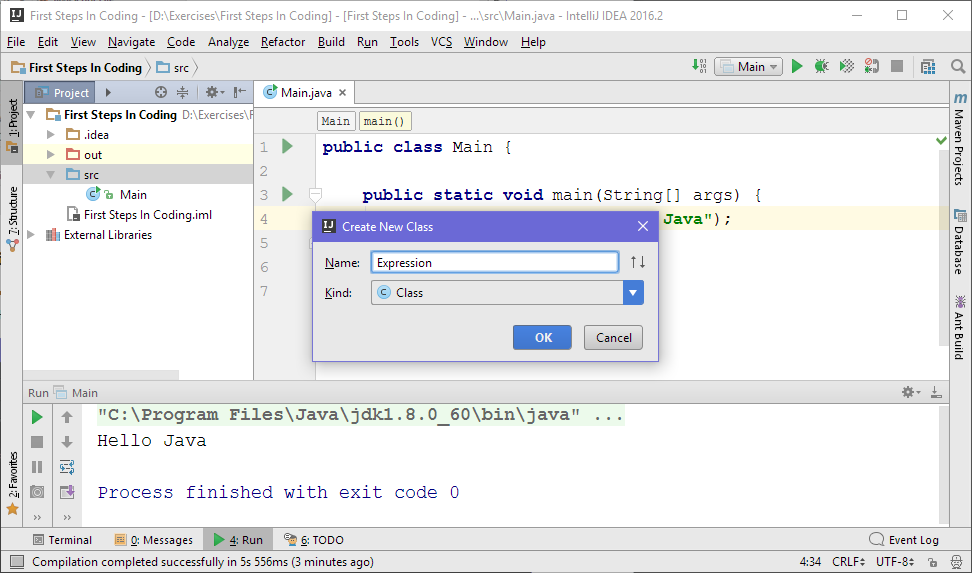 First Steps In Coding - [D:\Exercises\First Steps In Coding] - [First Steps In Coding] - ...\src\Main.java - IntelliJ IDEA 2016.2
File Edit View Navigate Code Analyze Refactor Build Run Tools VCS Window Help
First Steps In Coding src Main
Project
Main.java
First Steps In Coding D:\Exercises\F
.idea
out
src
Main
First Steps In Coding.iml
External Libraries
1: Project
7: Structure
2: Favorites
Main main()
1 public class Main {
2
3 public static void main(String[] args) {
4 Java");
5
6
7
Create New Class
Name: Expression
Kind: Class
OK Cancel
Maven Projects
Database
Ant Build
Run Main
"C:\Program Files\Java\jdk1.8.0_60\bin\java" ...
Hello Java
Process finished with exit code 0
Terminal 0: Messages 4: Run 6: TODO Event Log
Compilation completed successfully in 5s 556ms (3 minutes ago) 4:34 CRLF UTF-8